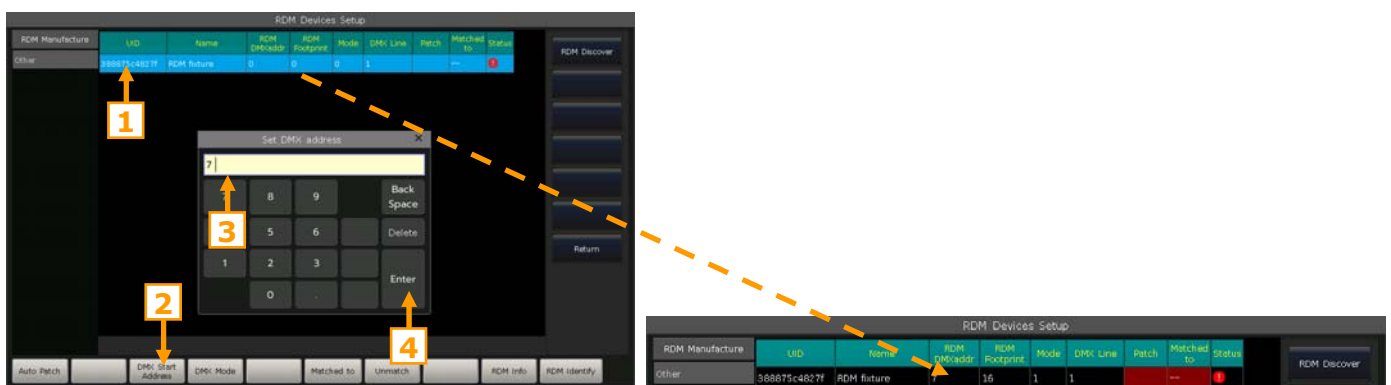 RDM Devices Setup
RDM Manufacture
Other
UID Name RDM DMXaddr RDM Footprint Mode DMX Line Patch Matched to Status
388875c4827f RDM fixture 0 0 0 1 --- !
RDM Discover
Return
1
Set DMX address ×
7
7 8 9 Back Space
5 6 Delete
1 2 3 Enter
0 .
3
2
4
Auto Patch DMX Start Address DMX Mode Matched to Unmatch RDM Info RDM Identify
RDM Devices Setup
RDM Manufacture
Other
UID Name RDM DMXaddr RDM Footprint Mode DMX Line Patch Matched to Status
388875c4827f RDM fixture 7 16 1 1 --- !
RDM Discover